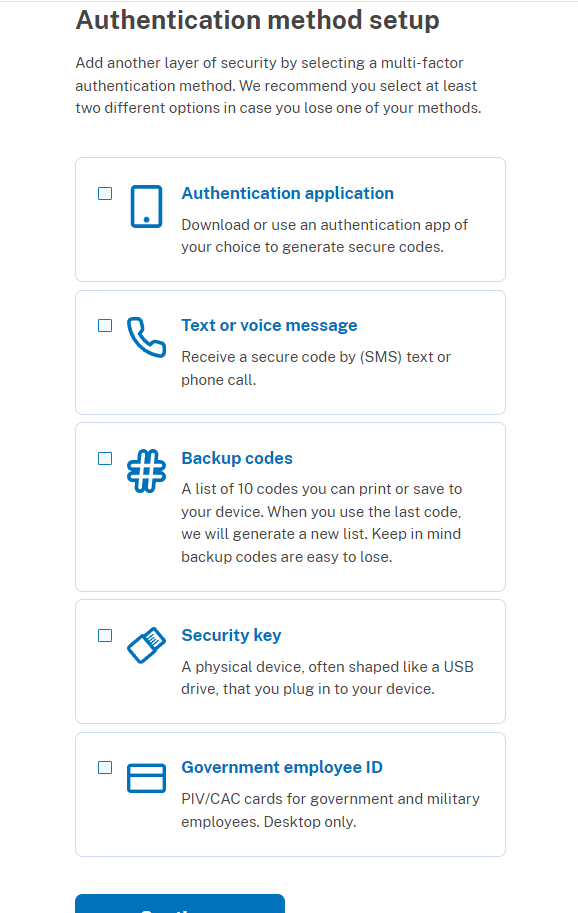 Authentication method setup
Add another layer of security by selecting a multi-factor
authentication method. We recommend you select at least
two different options in case you lose one of your methods.
Authentication application
Download or use an authentication app of
your choice to generate secure codes.
Text or voice message
Receive a secure code by (SMS) text or
phone call.
Backup codes
A list of 10 codes you can print or save to
your device. When you use the last code,
we will generate a new list. Keep in mind
backup codes are easy to lose.
Security key
A physical device, often shaped like a USB
drive, that you plug in to your device.
Government employee ID
PIV/CAC cards for government and military
employees. Desktop only.